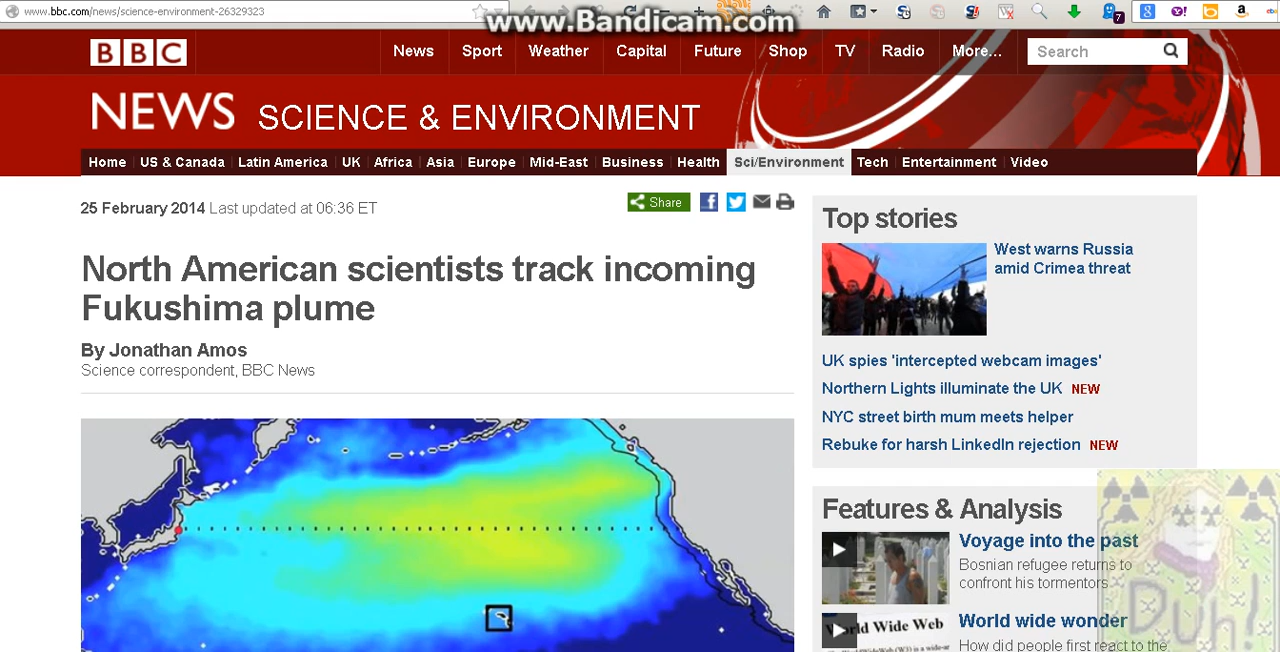 www.bbc.com/news/science-environment-26329323
www.Bandicam.com
7
BBC
News Sport Weather Capital Future Shop TV Radio More...
Search
NEWS SCIENCE & ENVIRONMENT
Home US & Canada Latin America UK Africa Asia Europe Mid-East Business Health Sci/Environment Tech Entertainment Video
25 February 2014 Last updated at 06:36 ET
Share
North American scientists track incoming
Fukushima plume
By Jonathan Amos
Science correspondent, BBC News
Top stories
West warns Russia
amid Crimea threat
UK spies 'intercepted webcam images'
Northern Lights illuminate the UK NEW
NYC street birth mum meets helper
Rebuke for harsh LinkedIn rejection NEW
Features & Analysis
Voyage into the past
Bosnian refugee returns to
confront his tormentors
World wide wonder
How did people first react to the
World Wide Web
Duh!